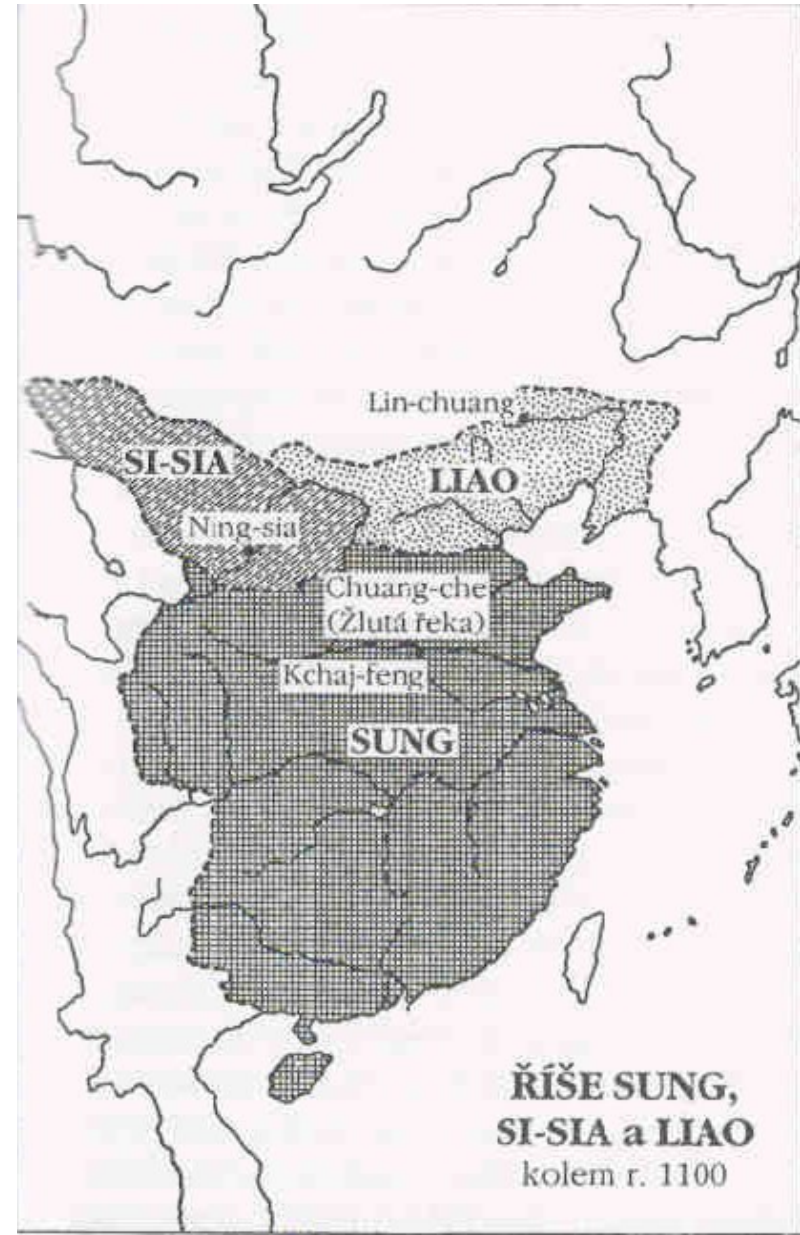 Lin-chuang
SI-SIA
LIAO
Ning-sia
Chuang-che
(Žlutá řeka)
Kchaj-feng
SUNG
ŘÍŠE SUNG,
SI-SIA a LIAO
kolem r. 1100